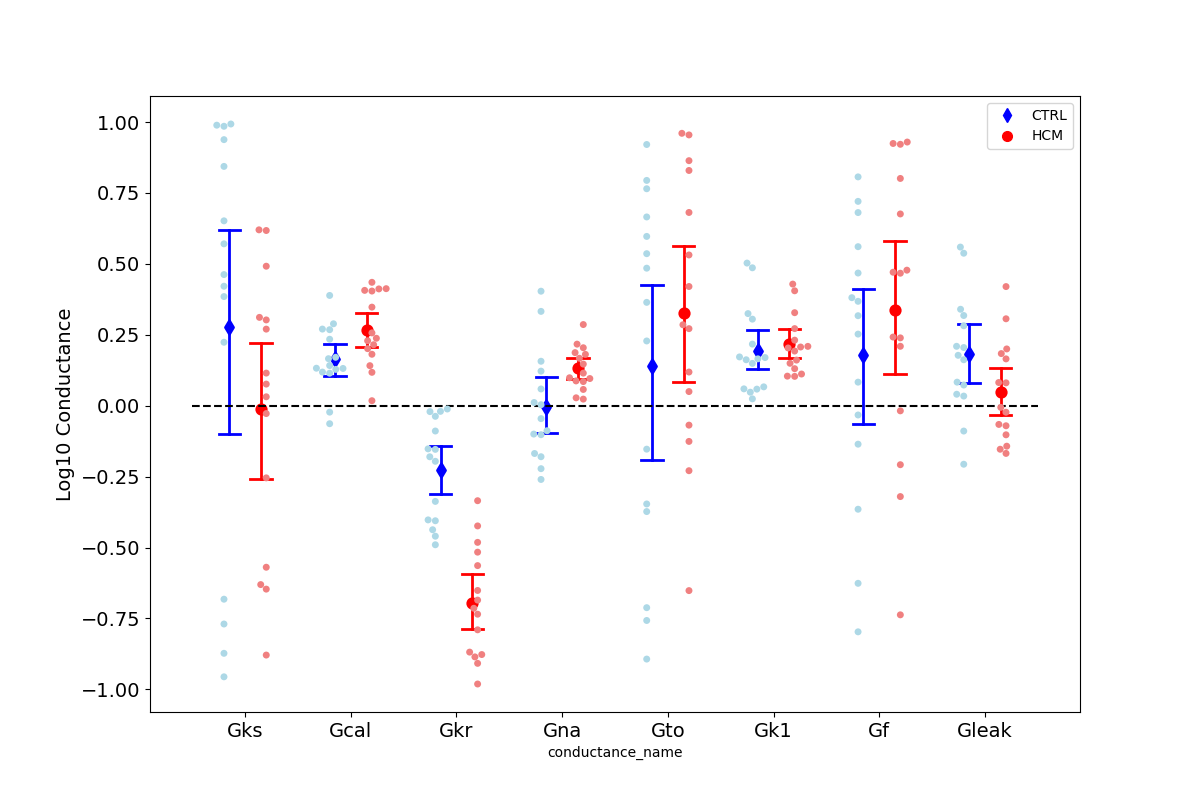 CTRL
HCM
1.00
0.75
0.50
0.25
0.00
−0.25
−0.50
−0.75
−1.00
Log10 Conductance
Gks Gcal Gkr Gna Gto Gk1 Gf Gleak
conductance_name